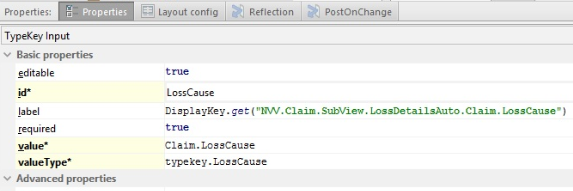 Properties: Properties Layout config Reflection PostOnChange
TypeKey Input
Basic properties
editable true
id* LossCause
label DisplayKey.get("NVV.Claim.SubView.LossDetailsAuto.Claim.LossCause")
required true
value* Claim.LossCause
valueType* typekey.LossCause
Advanced properties